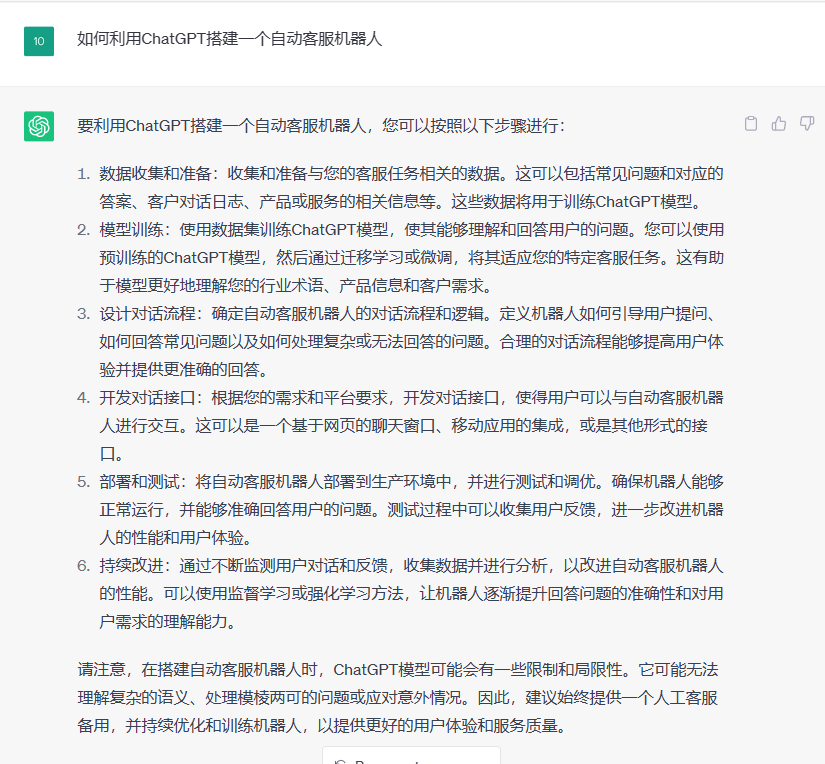 10
如何利用ChatGPT搭建一个自动客服机器人
要利用ChatGPT搭建一个自动客服机器人，您可以按照以下步骤进行：
1. 数据收集和准备：收集和准备与您的客服任务相关的数据。这可以包括常见问题和对应的
答案、客户对话日志、产品或服务的相关信息等。这些数据将用于训练ChatGPT模型。
2. 模型训练：使用数据集训练ChatGPT模型，使其能够理解和回答用户的问题。您可以使用
预训练的ChatGPT模型，然后通过迁移学习或微调，将其适应您的特定客服任务。这有助
于模型更好地理解您的行业术语、产品信息和客户需求。
3. 设计对话流程：确定自动客服机器人的对话流程和逻辑。定义机器人如何引导用户提问、
如何回答常见问题以及如何处理复杂或无法回答的问题。合理的对话流程能够提高用户体
验并提供更准确的回答。
4. 开发对话接口：根据您的需求和平台要求，开发对话接口，使得用户可以与自动客服机器
人进行交互。这可以是一个基于网页的聊天窗口、移动应用的集成，或是其他形式的接
口。
5. 部署和测试：将自动客服机器人部署到生产环境中，并进行测试和调优。确保机器人能够
正常运行，并能够准确回答用户的问题。测试过程中可以收集用户反馈，进一步改进机器
人的性能和用户体验。
6. 持续改进：通过不断监测用户对话和反馈，收集数据并进行分析，以改进自动客服机器人
的性能。可以使用监督学习或强化学习方法，让机器人逐渐提升回答问题的准确性和对用
户需求的理解能力。
请注意，在搭建自动客服机器人时，ChatGPT模型可能会有一些限制和局限性。它可能无法
理解复杂的语义、处理模棱两可的问题或应对意外情况。因此，建议始终提供一个人工客服
备用，并持续优化和训练机器人，以提供更好的用户体验和服务质量。